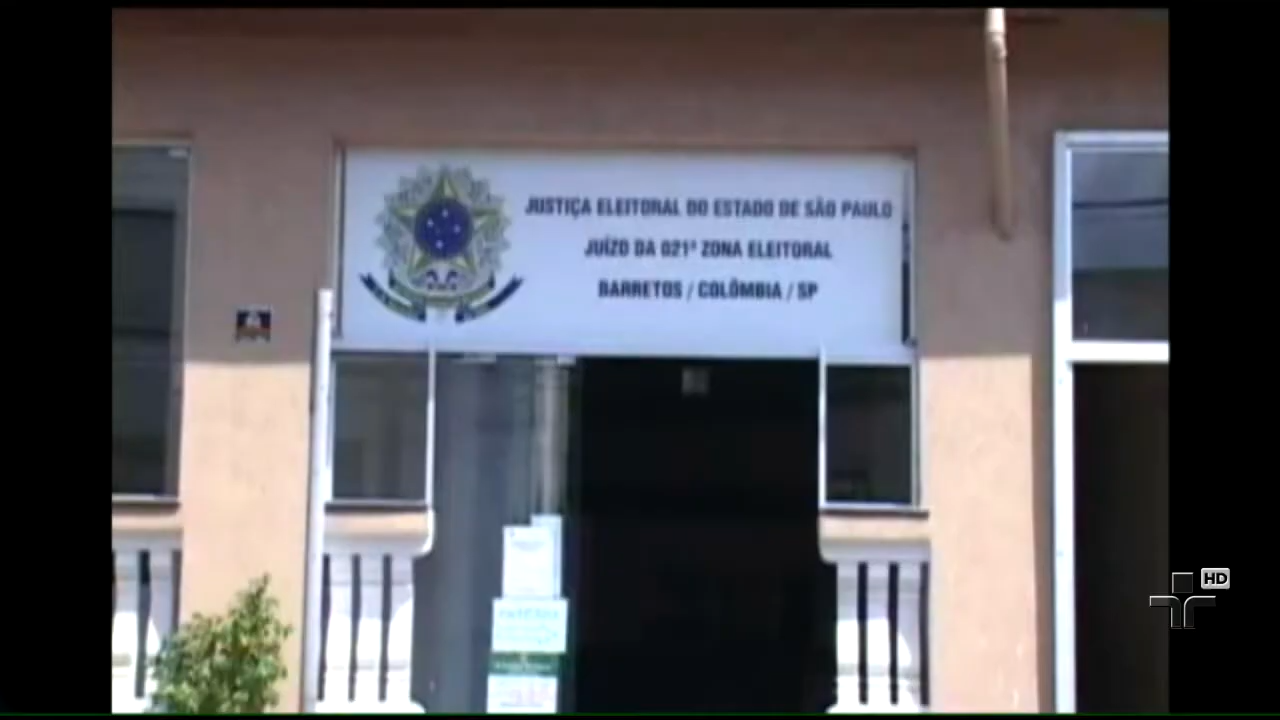 JUSTIÇA ELEITORAL DO ESTADO DE SÃO PAULO
JUÍZO DA 021ª ZONA ELEITORAL
BARRETOS / COLÔMBIA / SP
HD